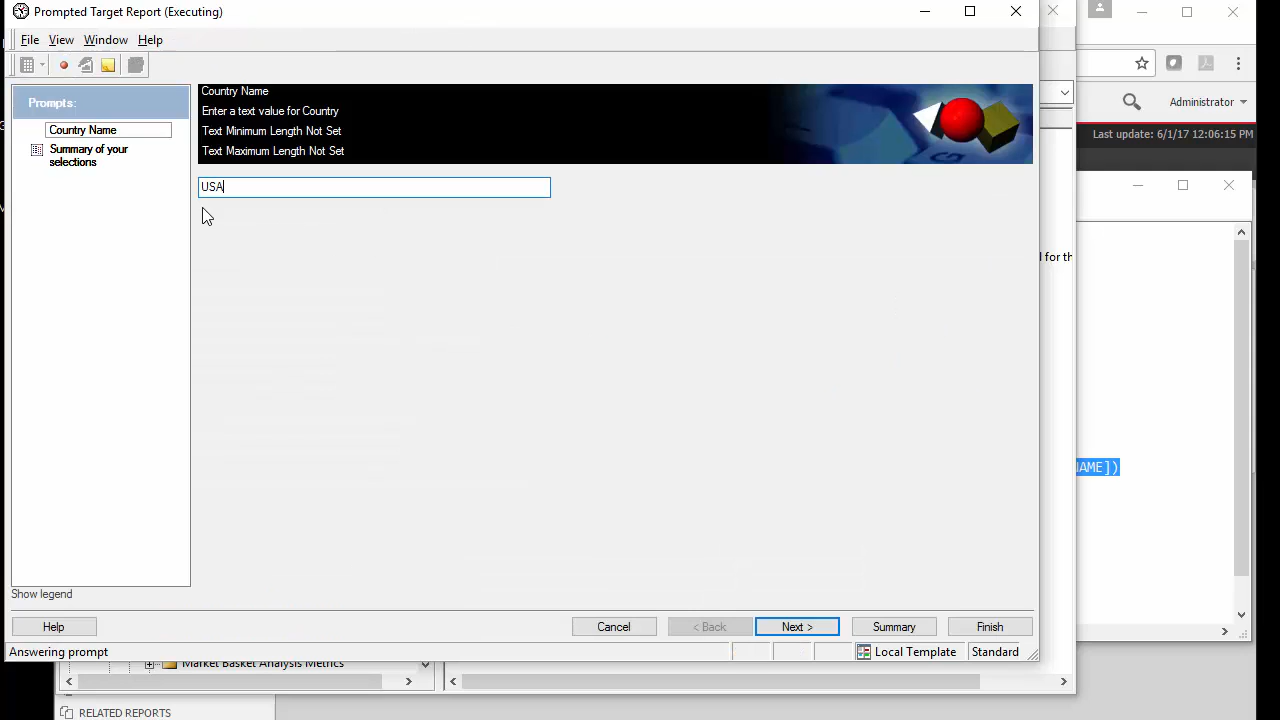 Prompted Target Report (Executing)
File View Window Help
Prompts:
Country Name
Summary of your
selections
Country Name
Enter a text value for Country
Text Minimum Length Not Set
Text Maximum Length Not Set
USA
Administrator
Last update: 6/1/17 12:06:15 PM
l for th
AME])
Show legend
Help
Cancel
< Back
Next >
Summary
Finish
Answering prompt
Local Template
Standard
Market Basket Analysis Metrics
RELATED REPORTS